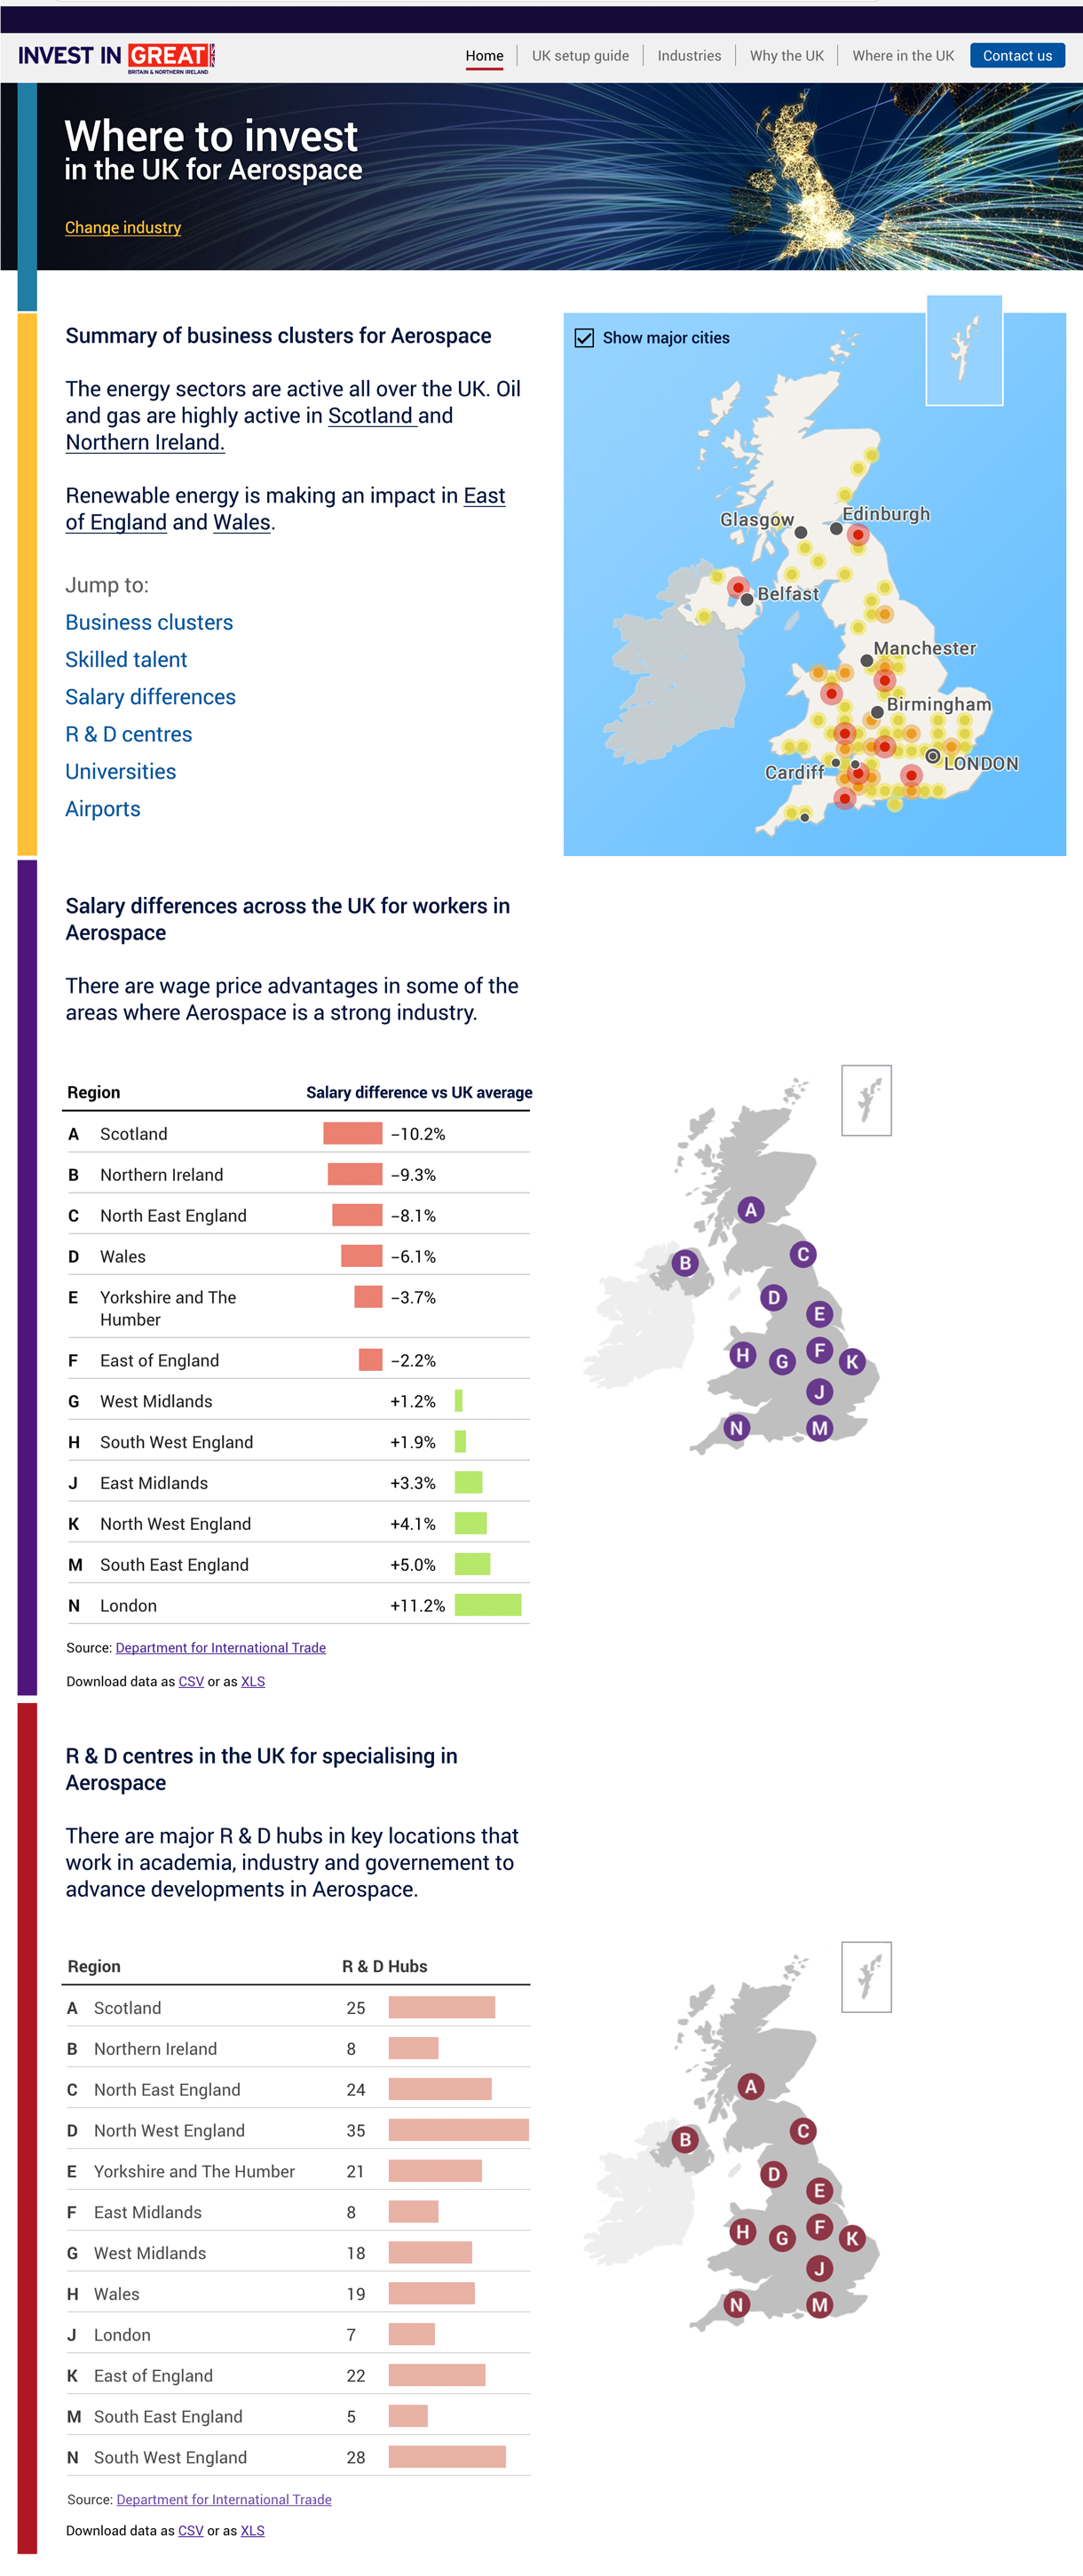 INVEST IN GREAT
BRITAIN & NORTHERN IRELAND
Home
UK setup guide
Industries
Why the UK
Where in the UK
Contact us
Where to invest
in the UK for Aerospace
Change industry
Summary of business clusters for Aerospace
The energy sectors are active all over the UK. Oil
and gas are highly active in Scotland and
Northern Ireland.
Renewable energy is making an impact in East
of England and Wales.
Jump to:
Business clusters
Skilled talent
Salary differences
R & D centres
Universities
Airports
Show major cities
Glasgow
Edinburgh
Belfast
Manchester
Birmingham
Cardiff
LONDON
Salary differences across the UK for workers in
Aerospace
There are wage price advantages in some of the
areas where Aerospace is a strong industry.
Region Salary difference vs UK average
A Scotland –10.2%
B Northern Ireland –9.3%
C North East England –8.1%
D Wales –6.1%
E Yorkshire and The –3.7%
Humber
F East of England –2.2%
G West Midlands +1.2%
H South West England +1.9%
J East Midlands +3.3%
K North West England +4.1%
M South East England +5.0%
N London +11.2%
Source: Department for International Trade
Download data as CSV or as XLS
A
B
C
D
E
F
G
H
K
J
N
M
R & D centres in the UK for specialising in
Aerospace
There are major R & D hubs in key locations that
work in academia, industry and governement to
advance developments in Aerospace.
Region R & D Hubs
A Scotland 25
B Northern Ireland 8
C North East England 24
D North West England 35
E Yorkshire and The Humber 21
F East Midlands 8
G West Midlands 18
H Wales 19
J London 7
K East of England 22
M South East England 5
N South West England 28
Source: Department for International Traade
Download data as CSV or as XLS
A
B
C
D
E
F
G
H
K
J
N
M